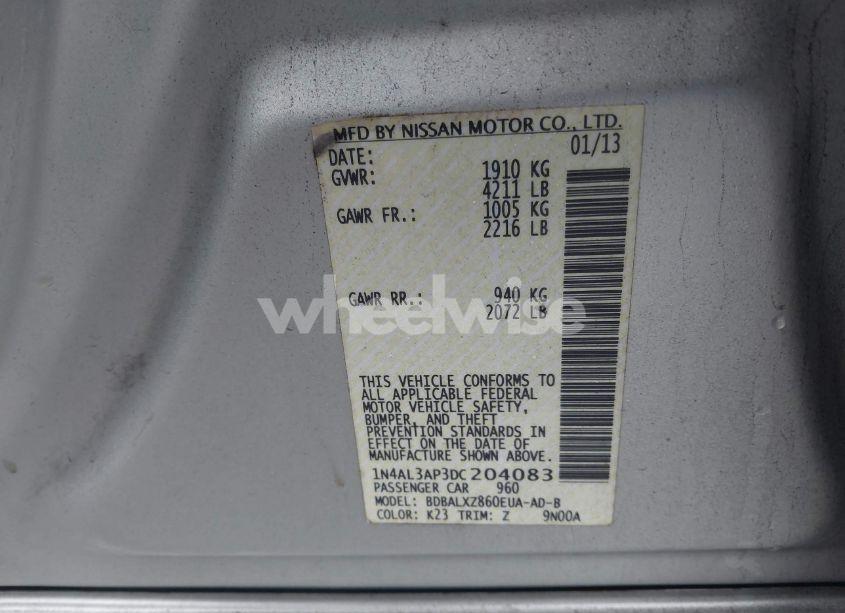 MFD BY NISSAN MOTOR CO., LTD.
DATE: 01/13
GVWR: 1910 KG
4211 LB
GAWR FR.: 1005 KG
2216 LB
GAWR RR.: 940 KG
2072 LB
wheelwise
THIS VEHICLE CONFORMS TO
ALL APPLICABLE FEDERAL
MOTOR VEHICLE SAFETY,
BUMPER, AND THEFT
PREVENTION STANDARDS IN
EFFECT ON THE DATE OF
MANUFACTURE SHOWN ABOVE.
1N4AL3AP3DC204083
PASSENGER CAR 960
MODEL: BDBALXZ860EUA-AD-B
COLOR: K23 TRIM: Z 9N00A